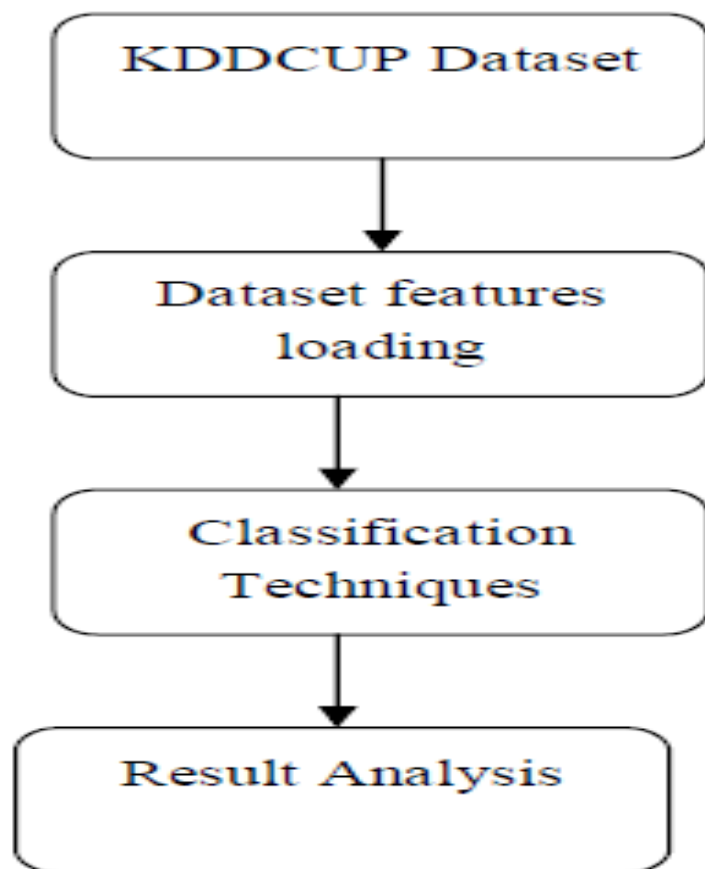 KDDCUP Dataset
Dataset features
loading
Classification
Techniques
Result Analysis